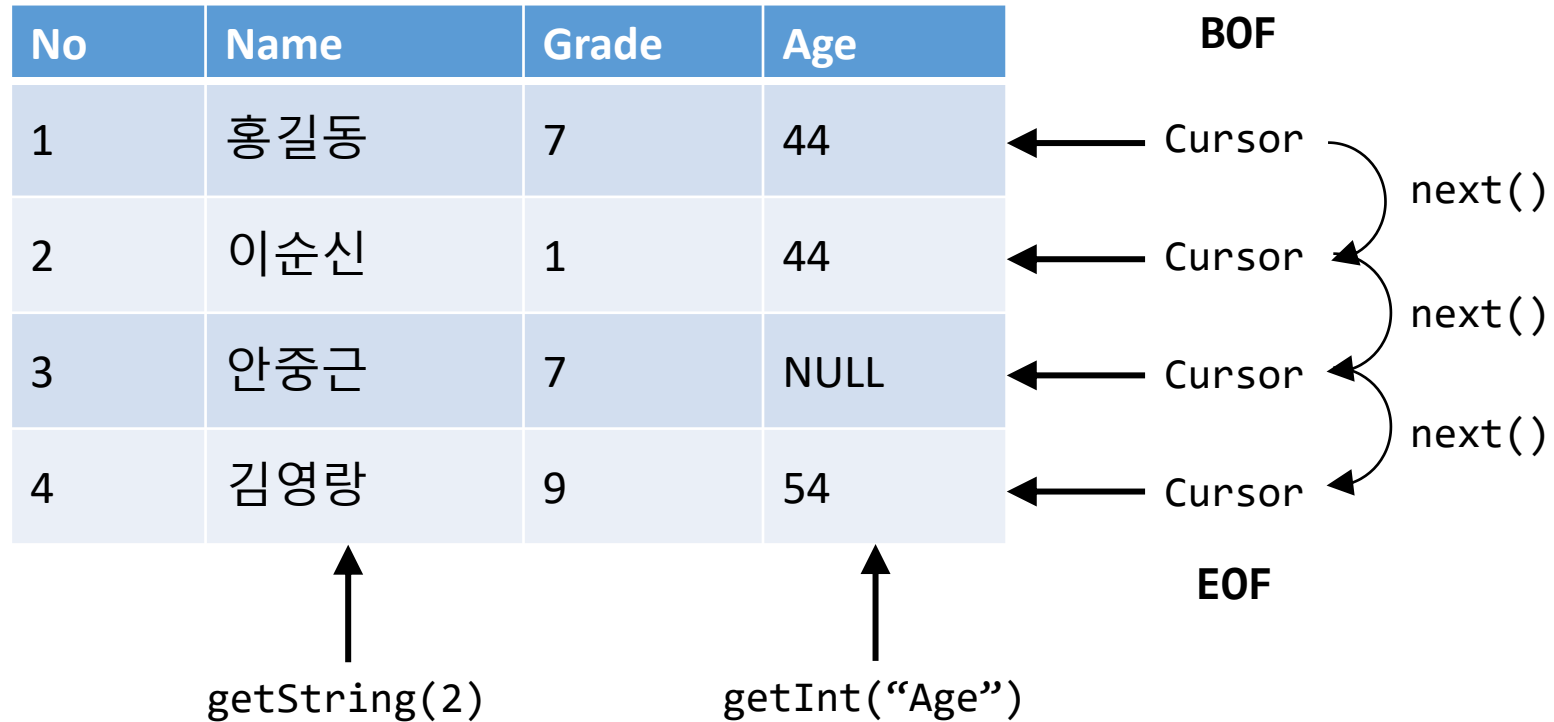 No Name Grade Age BOF
1 홍길동 7 44 Cursor
next()
2 이순신 1 44 Cursor
next()
3 안중근 7 NULL Cursor
next()
4 김영랑 9 54 Cursor
EOF
getString(2) getInt(“Age”)